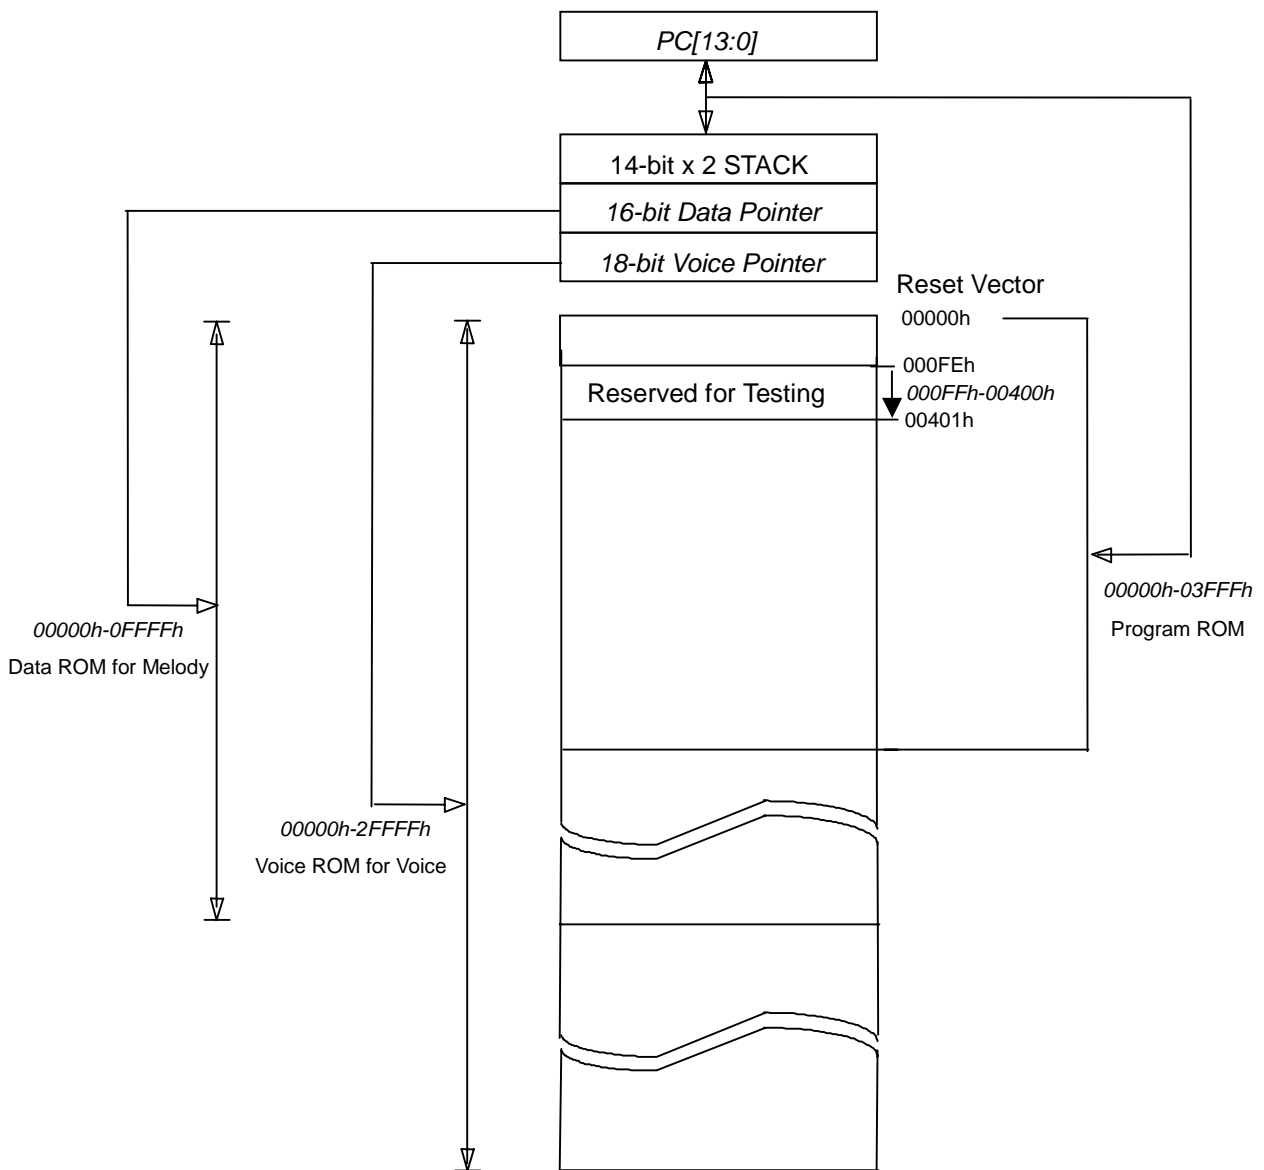 PC[13:0]
14-bit x 2 STACK
16-bit Data Pointer
18-bit Voice Pointer
Reset Vector
00000h
000FEh
Reserved for Testing
000FFh-00400h
00401h
00000h-03FFFh
Program ROM
00000h-0FFFFh
Data ROM for Melody
00000h-2FFFFh
Voice ROM for Voice